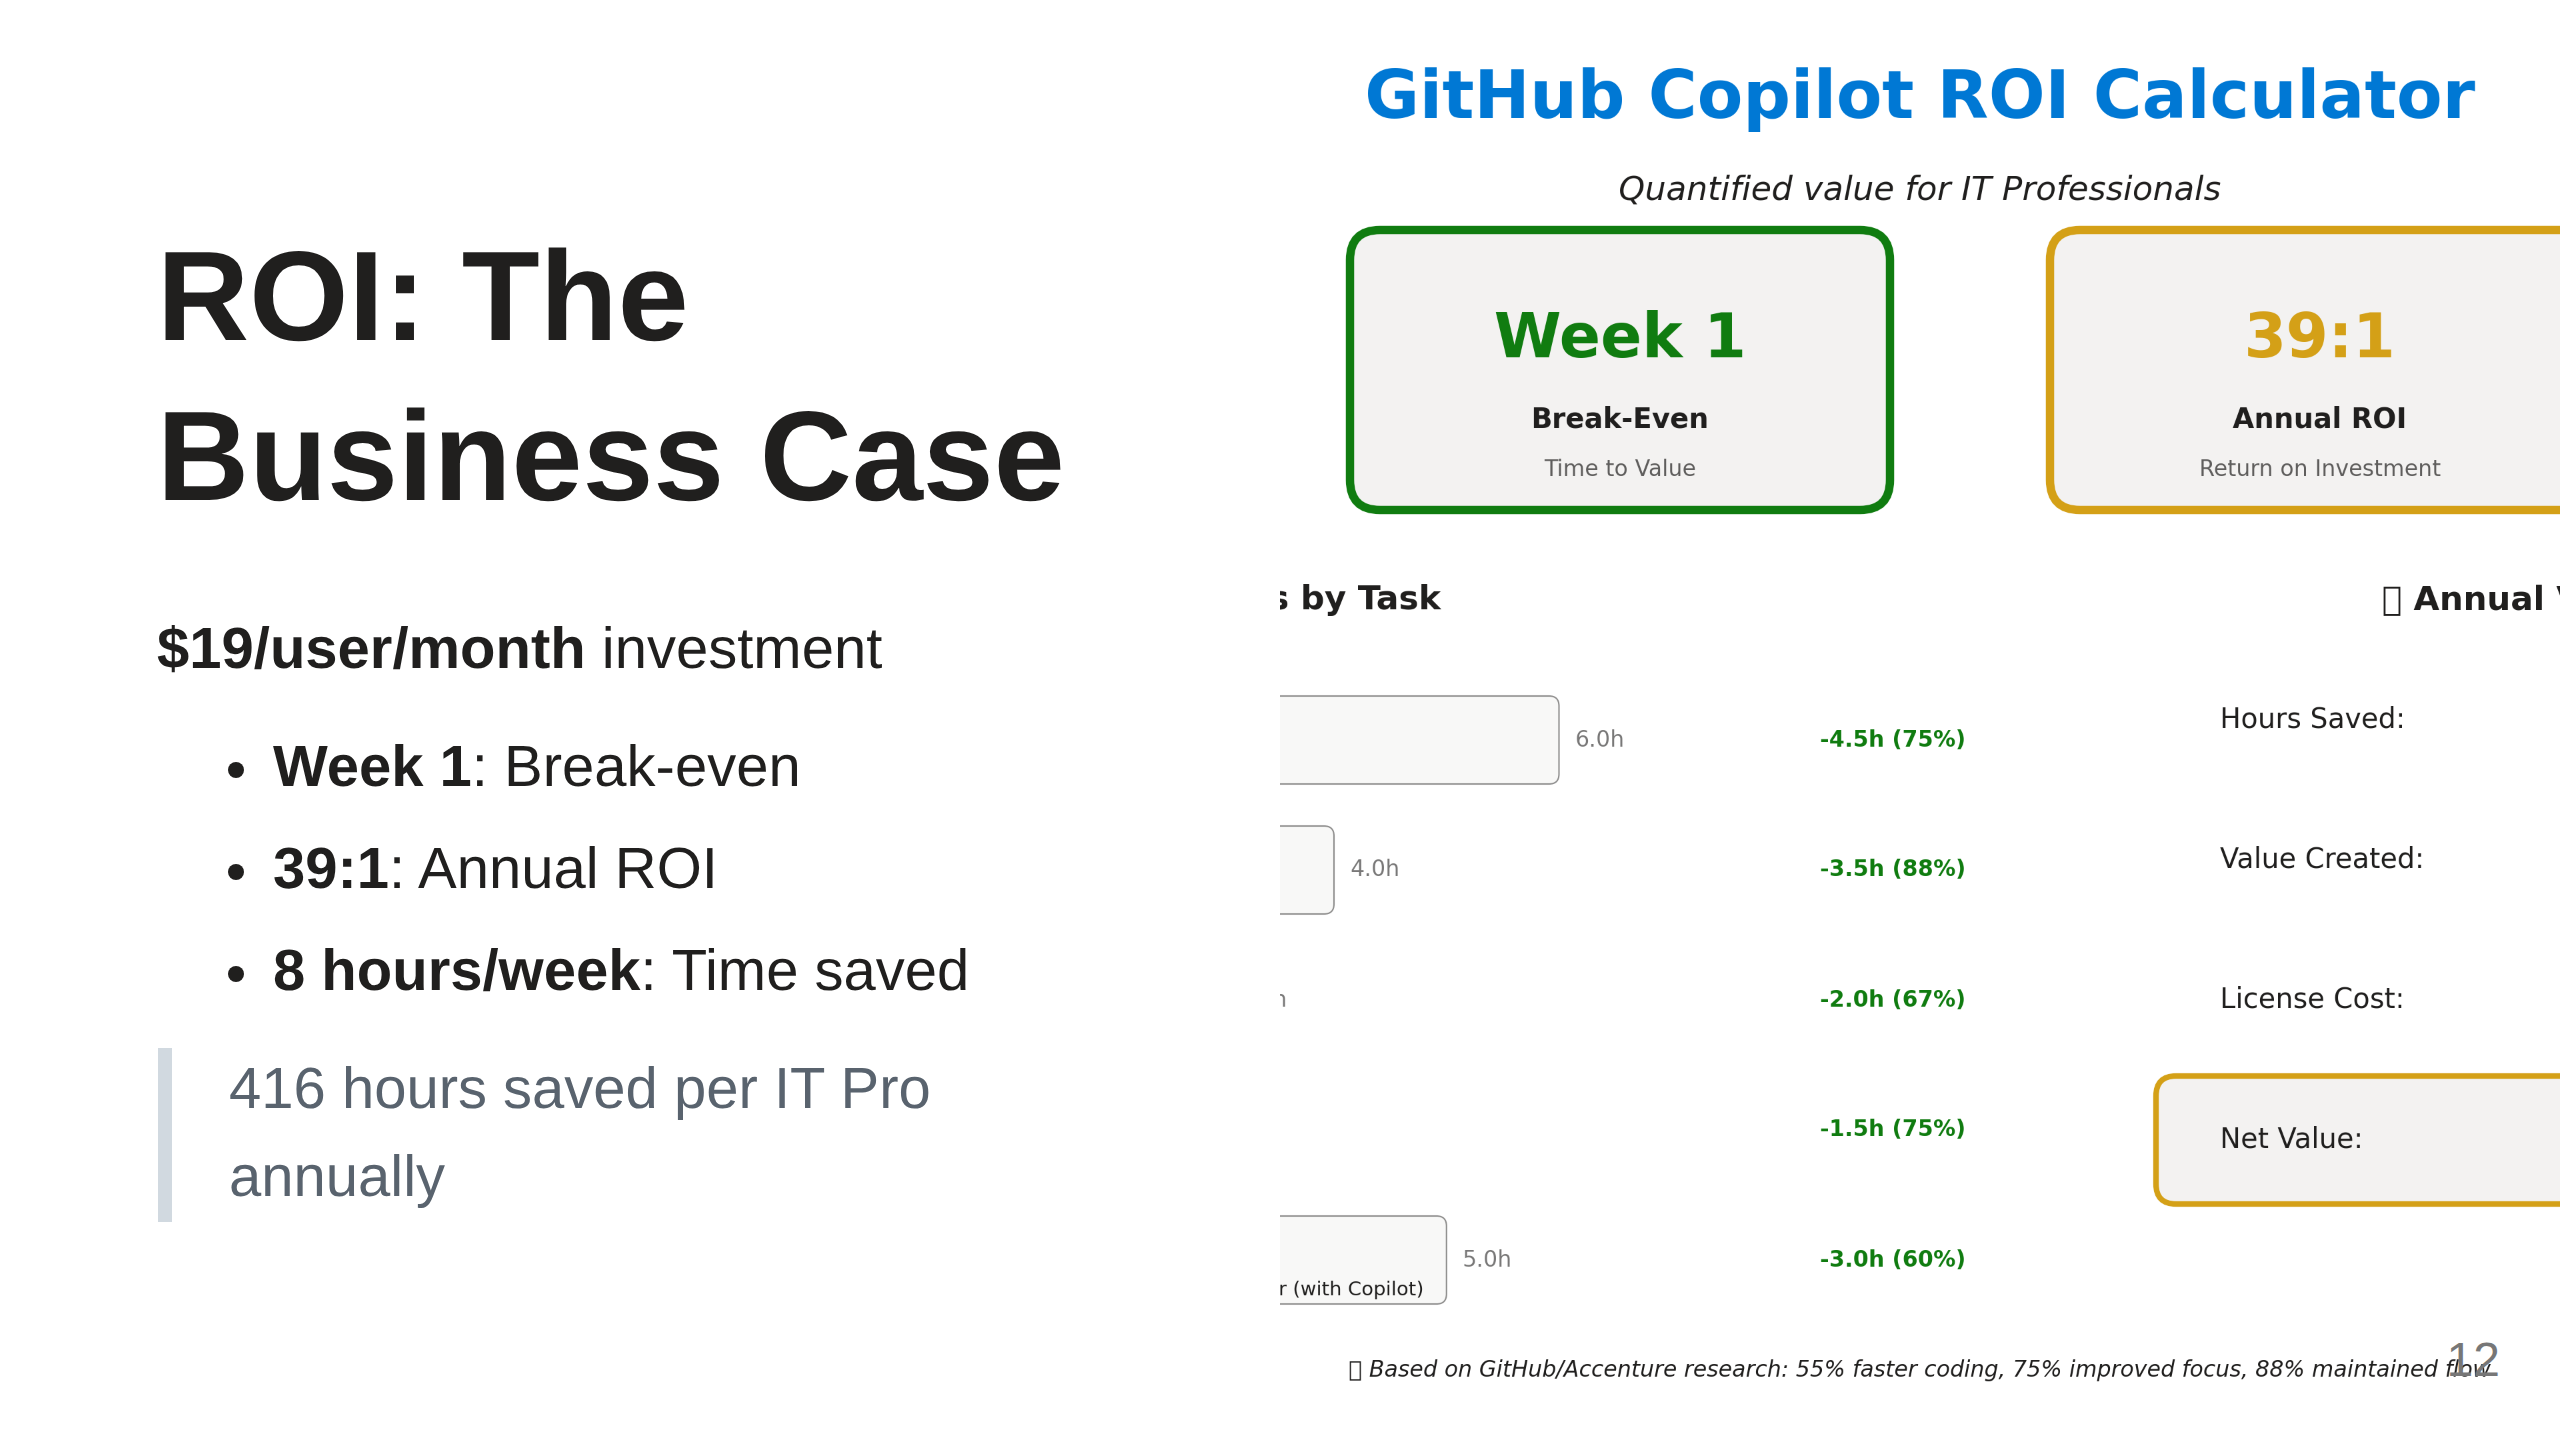 ROI: The
Business Case
$19/user/month investment
• Week 1: Break-even
• 39:1: Annual ROI
• 8 hours/week: Time saved
416 hours saved per IT Pro
annually
GitHub Copilot ROI Calculator
Quantified value for IT Professionals
Week 1
Break-Even
Time to Value
39:1
Annual ROI
Return on Investment
s by Task
6.0h
-4.5h (75%)
4.0h
-3.5h (88%)
h
-2.0h (67%)
-1.5h (75%)
5.0h
-3.0h (60%)
r (with Copilot)
Annual
Hours Saved:
Value Created:
License Cost:
Net Value:
Based on GitHub/Accenture research: 55% faster coding, 75% improved focus, 88% maintained flow
12